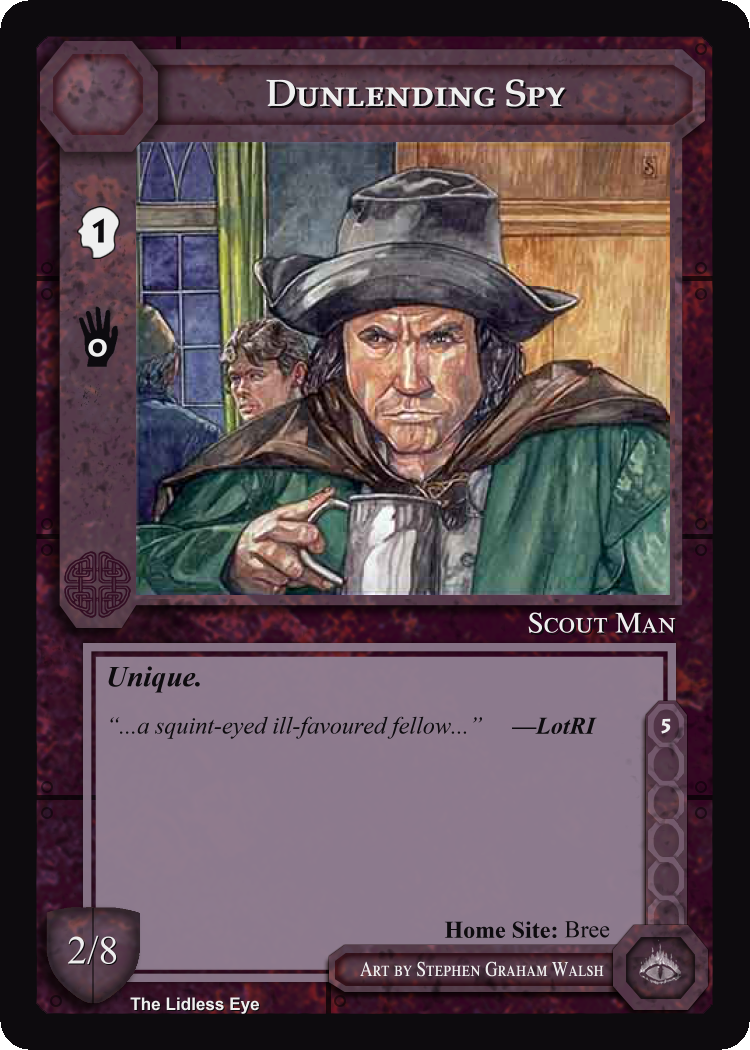 Dunlending Spy
S
1
0
Scout Man
Unique.
“...a squint-eyed ill-favoured fellow...” —LotRI
5
Home Site: Bree
2/8
Art by Stephen Graham Walsh
The Lidless Eye